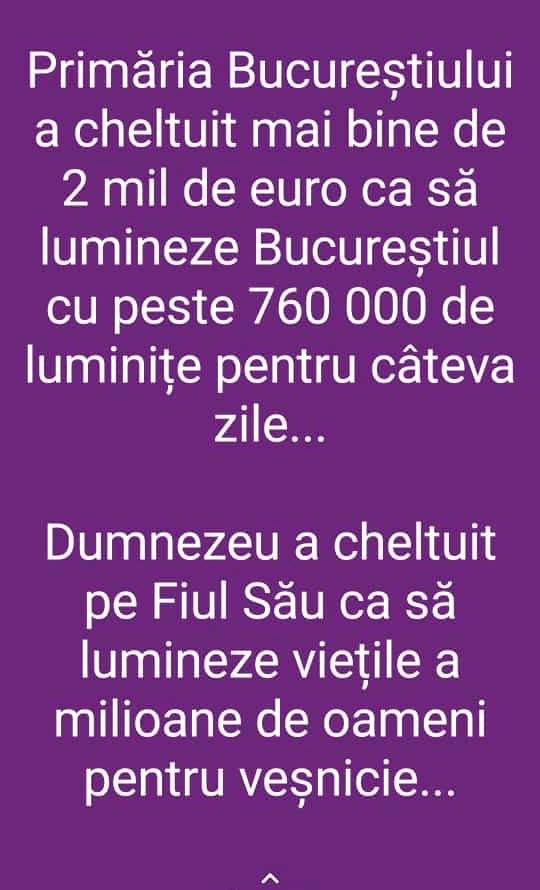 Primăria Bucureștiului
a cheltuit mai bine de
2 mil de euro ca să
lumineze Bucureștiul
cu peste 760 000 de
luminițe pentru câteva
zile...
Dumnezeu a cheltuit
pe Fiul Său ca să
lumineze viețile a
milioane de oameni
pentru veșnicie...